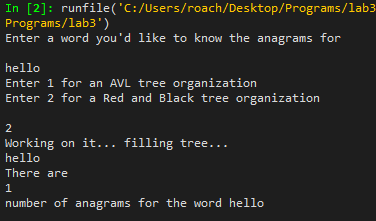 In [2]: runfile('C:/Users/roach/Desktop/Programs/lab3
Programs/lab3')
Enter a word you'd like to know the anagrams for
hello
Enter 1 for an AVL tree organization
Enter 2 for a Red and Black tree organization
2
Working on it... filling tree...
hello
There are
1
number of anagrams for the word hello